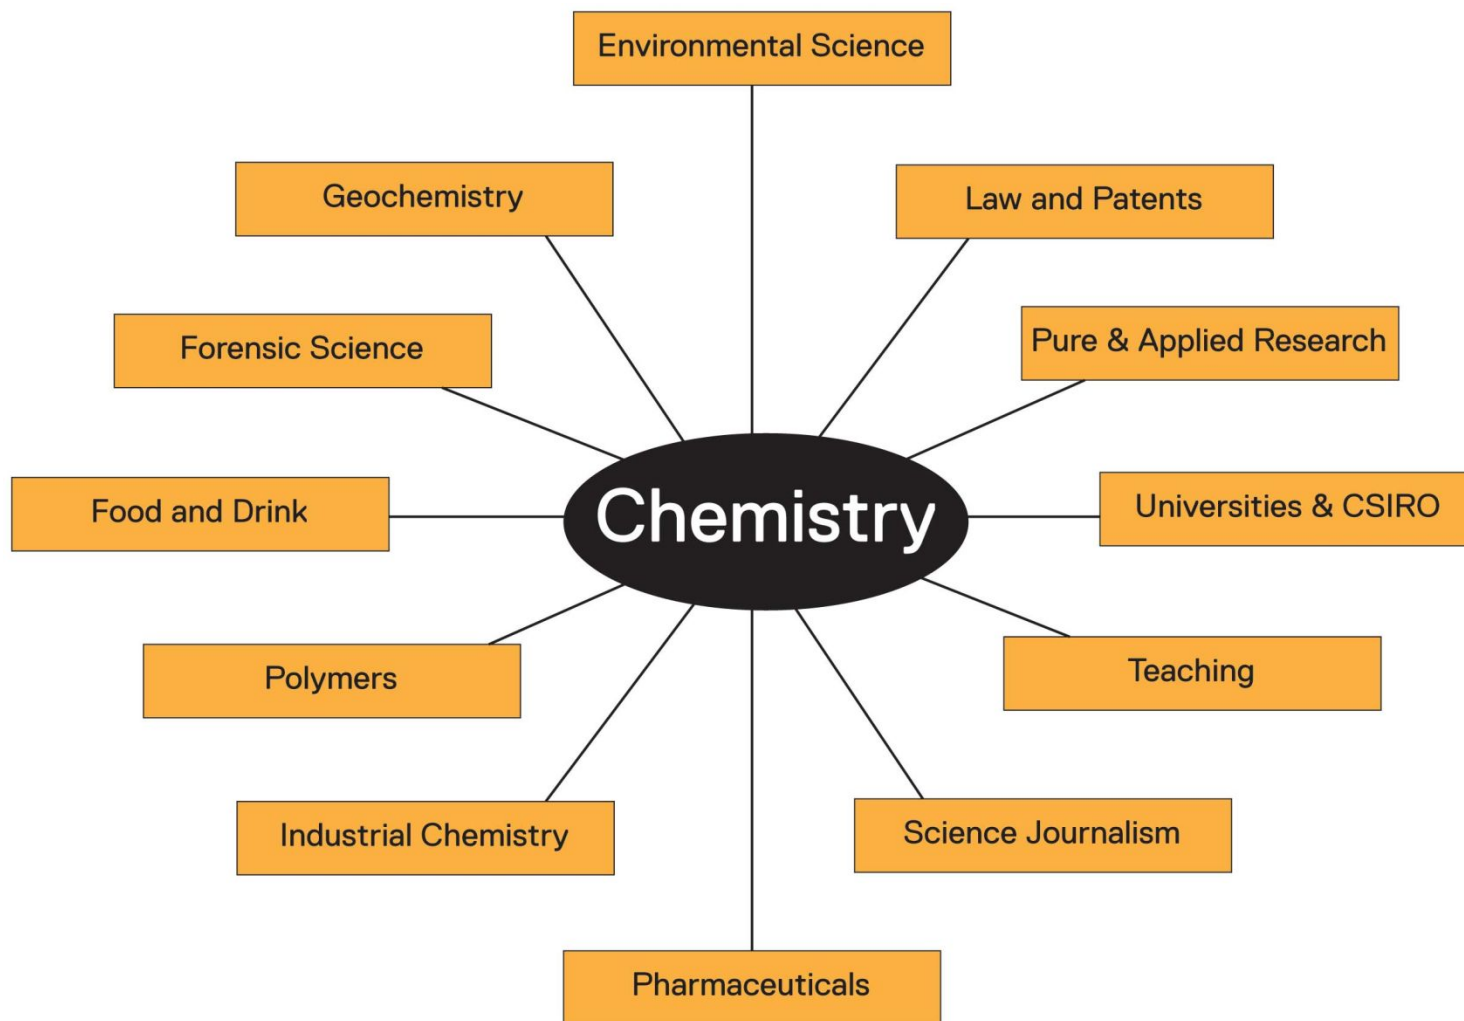 Environmental Science
Geochemistry
Law and Patents
Forensic Science
Pure & Applied Research
Chemistry
Food and Drink
Universities & CSIRO
Polymers
Teaching
Industrial Chemistry
Science Journalism
Pharmaceuticals